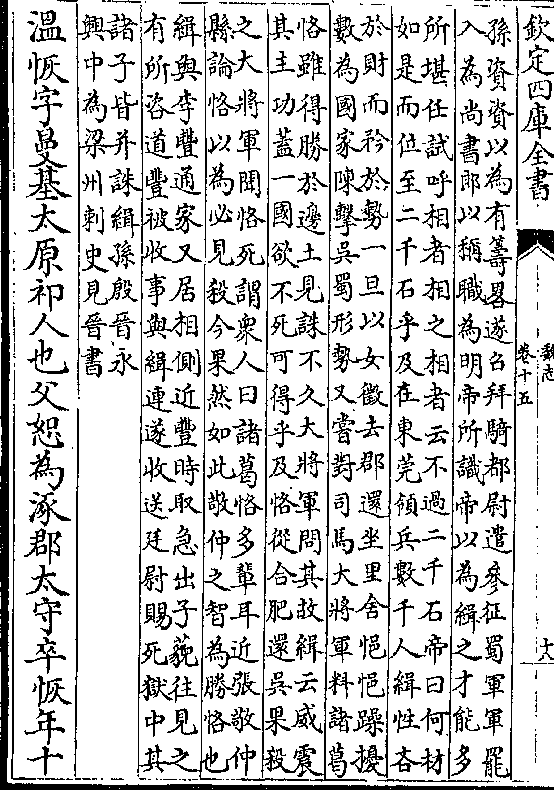 欽定四庫全書
魏志
卷十五
十八
孫資資以為有籌畧遂召拜騎都尉遣參征蜀軍軍罷
入為尚書郎以稱職為明帝所識帝以為緝之才能多
所堪任試呼相者相之相者云不過二千石帝曰何材
如是而位至二千石乎及在東莞領兵數千人緝性吝
於財而矜於勢一旦以女徵去郡還坐里舍悒悒躁擾
數為國家陳擊吳蜀形勢又嘗對司馬大將軍料諸葛
恪雖得勝於邊土見誅不久大將軍問其故緝云威震
其主功蓋一國欲不死可得乎及恪從合肥還吳果殺
之大將軍聞恪死謂衆人曰諸葛恪多輩耳近張敬仲
縣論恪以為必見殺今果然如此敬仲之智為勝恪也
緝與李豐通家又居相側近豐時取急出子藐往見之
有所咨道豐被收事與緝連遂收送廷尉賜死獄中其
諸子皆并誅緝孫殷晉永
興中為梁州刺史見晉書
溫恢字曼基太原祁人也父恕為涿郡太守卒恢年十